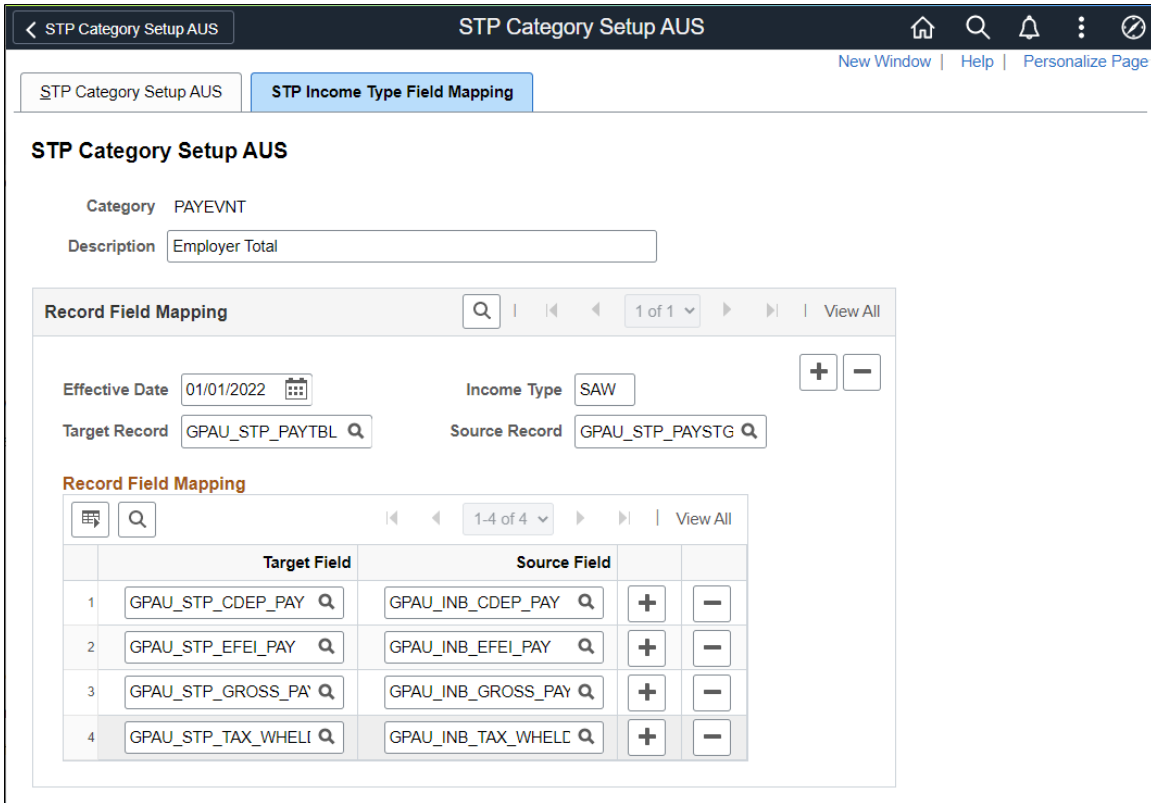 STP Category Setup AUS STP Category Setup AUS
New Window | Help | Personalize Page
STP Category Setup AUS STP Income Type Field Mapping
STP Category Setup AUS
Category PAYEVNT
Description Employer Total
Record Field Mapping 1 of 1 View All
Effective Date 01/01/2022 Income Type SAW
Target Record GPAU_STP_PAYTBL Source Record GPAU_STP_PAYSTG
Record Field Mapping
1-4 of 4 View All
Target Field Source Field
1 GPAU_STP_CDEP_PAY GPAU_INB_CDEP_PAY
2 GPAU_STP_EFEI_PAY GPAU_INB_EFEI_PAY
3 GPAU_STP_GROSS_PA GPAU_INB_GROSS_PAY
4 GPAU_STP_TAX_WHEL GPAU_INB_TAX_WHELD